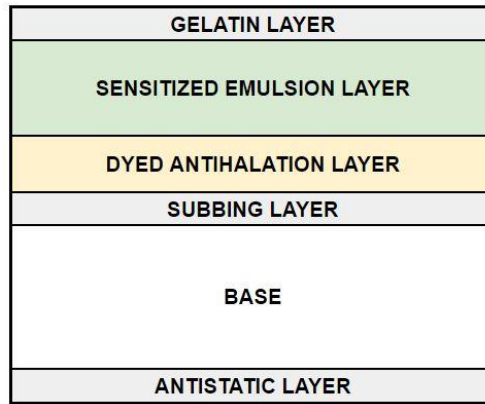 GELATIN LAYER
SENSITIZED EMULSION LAYER
DYED ANTIHALATION LAYER
SUBBING LAYER
BASE
ANTISTATIC LAYER